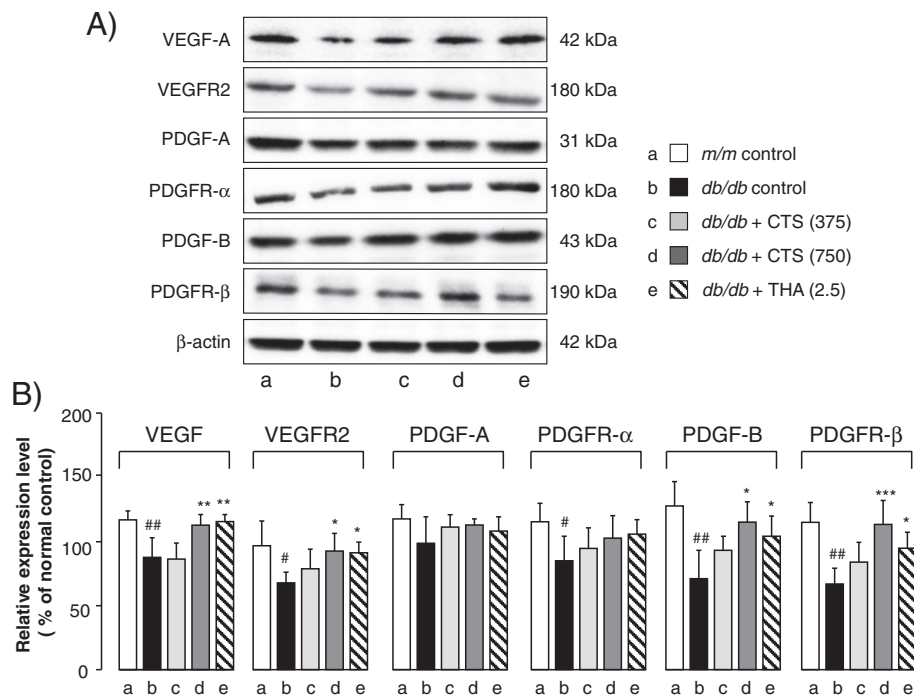 A)
VEGF-A 42 kDa
VEGFR2 180 kDa
PDGF-A 31 kDa
PDGFR-α 180 kDa
PDGF-B 43 kDa
PDGFR-β 190 kDa
β-actin 42 kDa
a b c d e
a m/m control
b db/db control
c db/db + CTS (375)
d db/db + CTS (750)
e db/db + THA (2.5)
B)
Relative expression level
( % of normal control)
200
150
100
50
0
VEGF VEGFR2 PDGF-A PDGFR-α PDGF-B PDGFR-β
## ** **
# * *
#
## * *
## *** *
a b c d e a b c d e a b c d e a b c d e a b c d e a b c d e